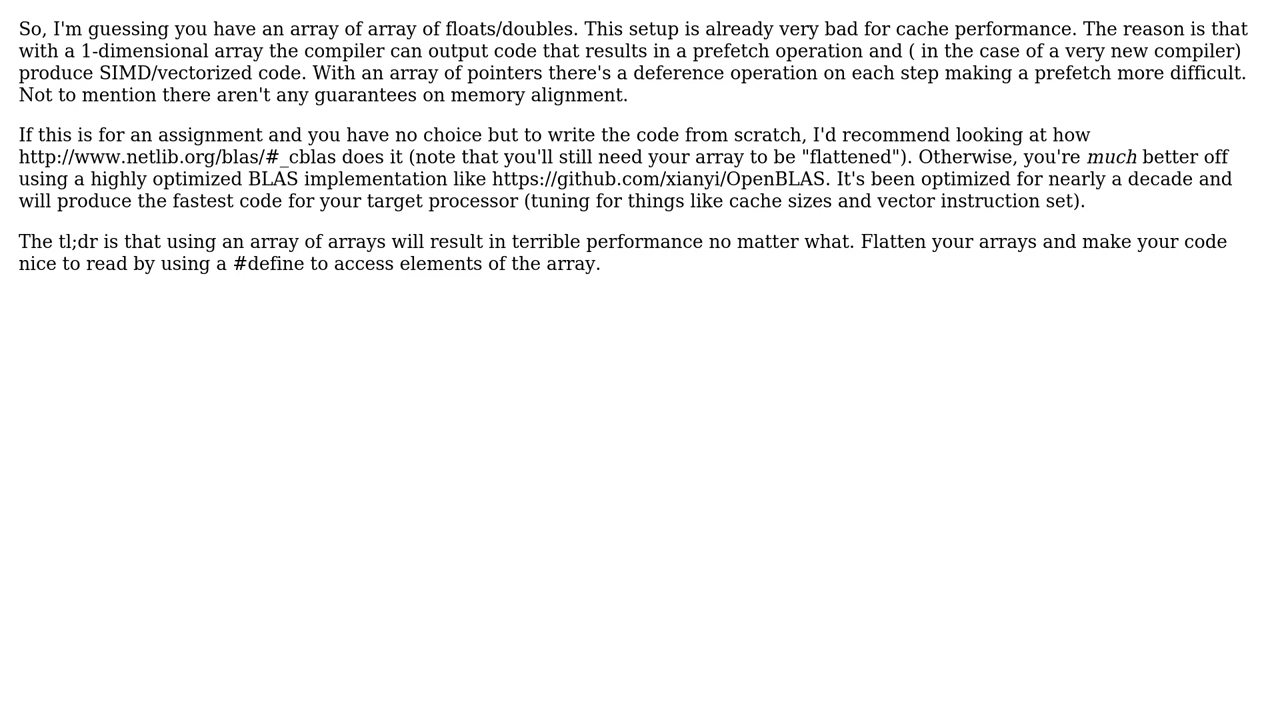 So, I'm guessing you have an array of array of floats/doubles. This setup is already very bad for cache performance. The reason is that
with a 1-dimensional array the compiler can output code that results in a prefetch operation and ( in the case of a very new compiler)
produce SIMD/vectorized code. With an array of pointers there's a deference operation on each step making a prefetch more difficult.
Not to mention there aren't any guarantees on memory alignment.
If this is for an assignment and you have no choice but to write the code from scratch, I'd recommend looking at how
http://www.netlib.org/blas/#_cblas does it (note that you'll still need your array to be "flattened"). Otherwise, you're much better off
using a highly optimized BLAS implementation like https://github.com/xianyi/OpenBLAS. It's been optimized for nearly a decade and
will produce the fastest code for your target processor (tuning for things like cache sizes and vector instruction set).
The tl;dr is that using an array of arrays will result in terrible performance no matter what. Flatten your arrays and make your code
nice to read by using a #define to access elements of the array.